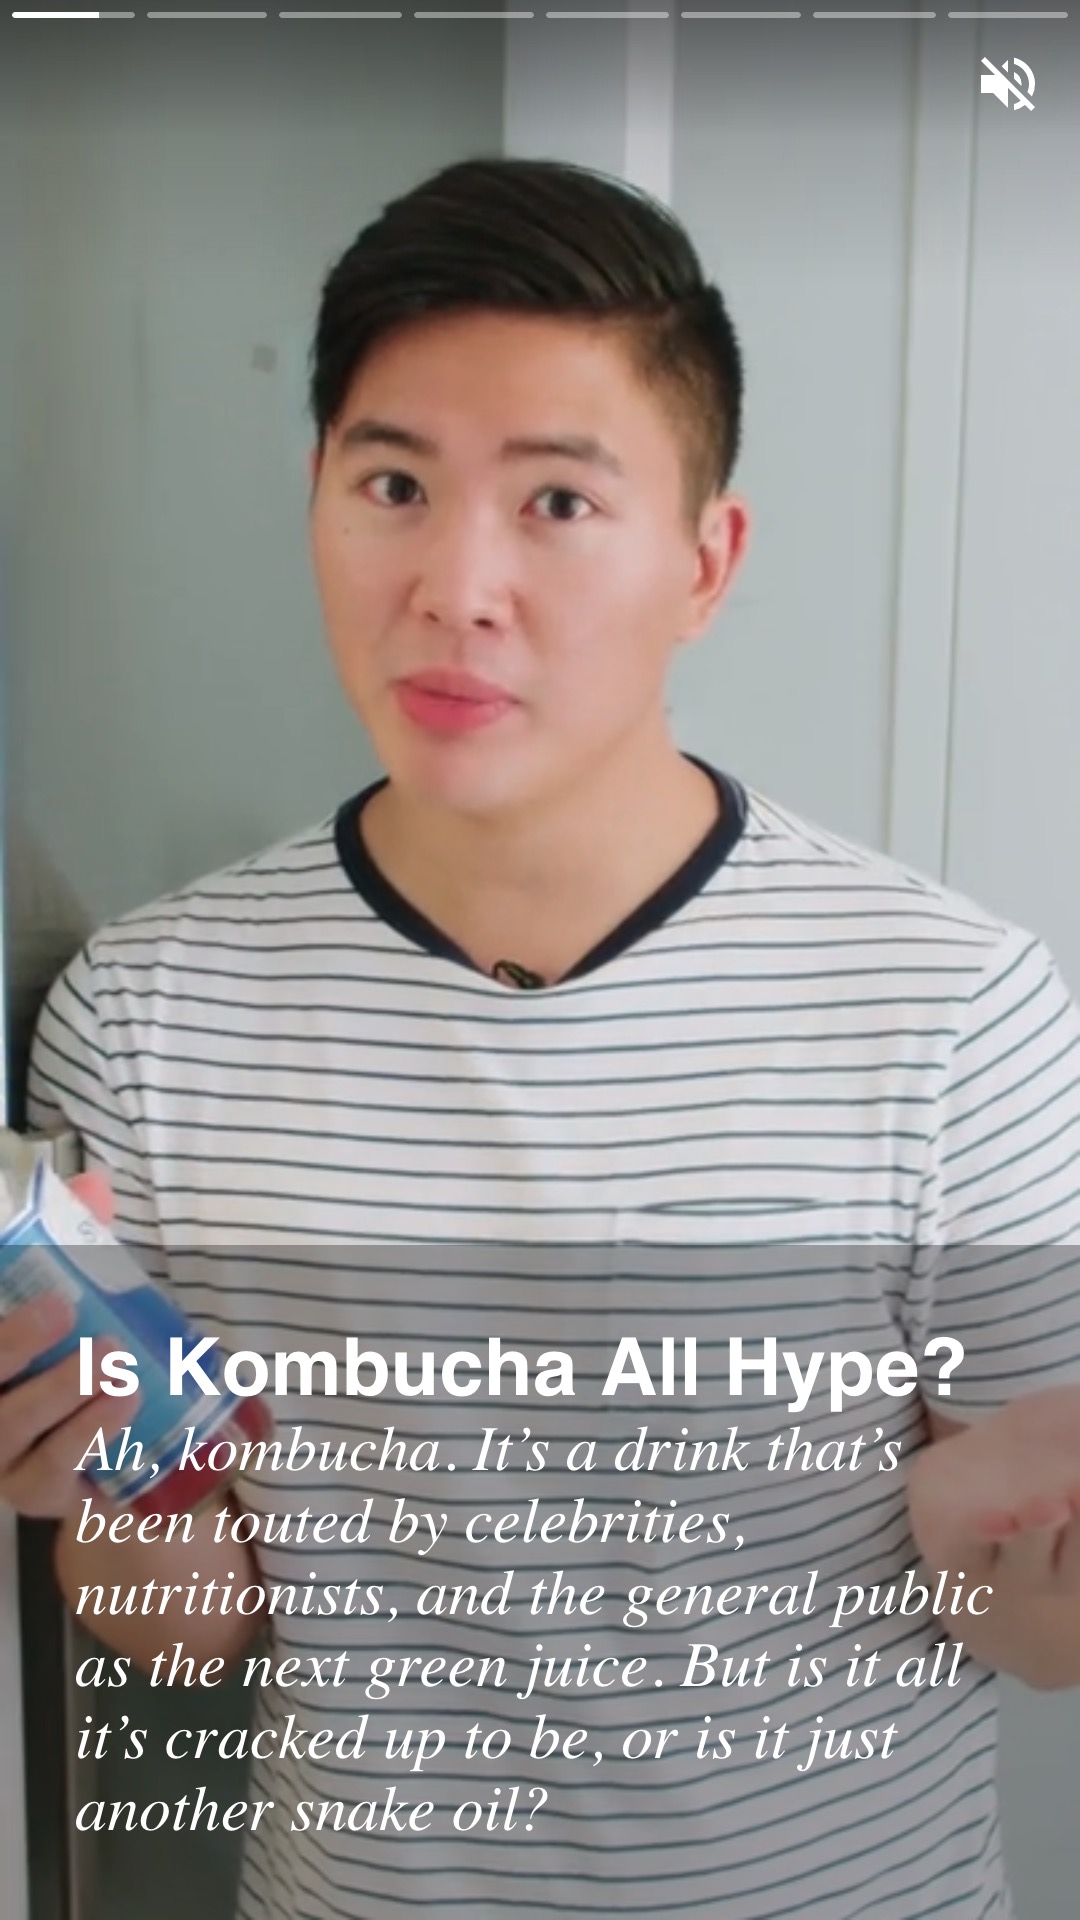 Is Kombucha All Hype?
Ah, kombucha. It’s a drink that’s
been touted by celebrities,
nutritionists, and the general public
as the next green juice. But is it all
it’s cracked up to be, or is it just
another snake oil?